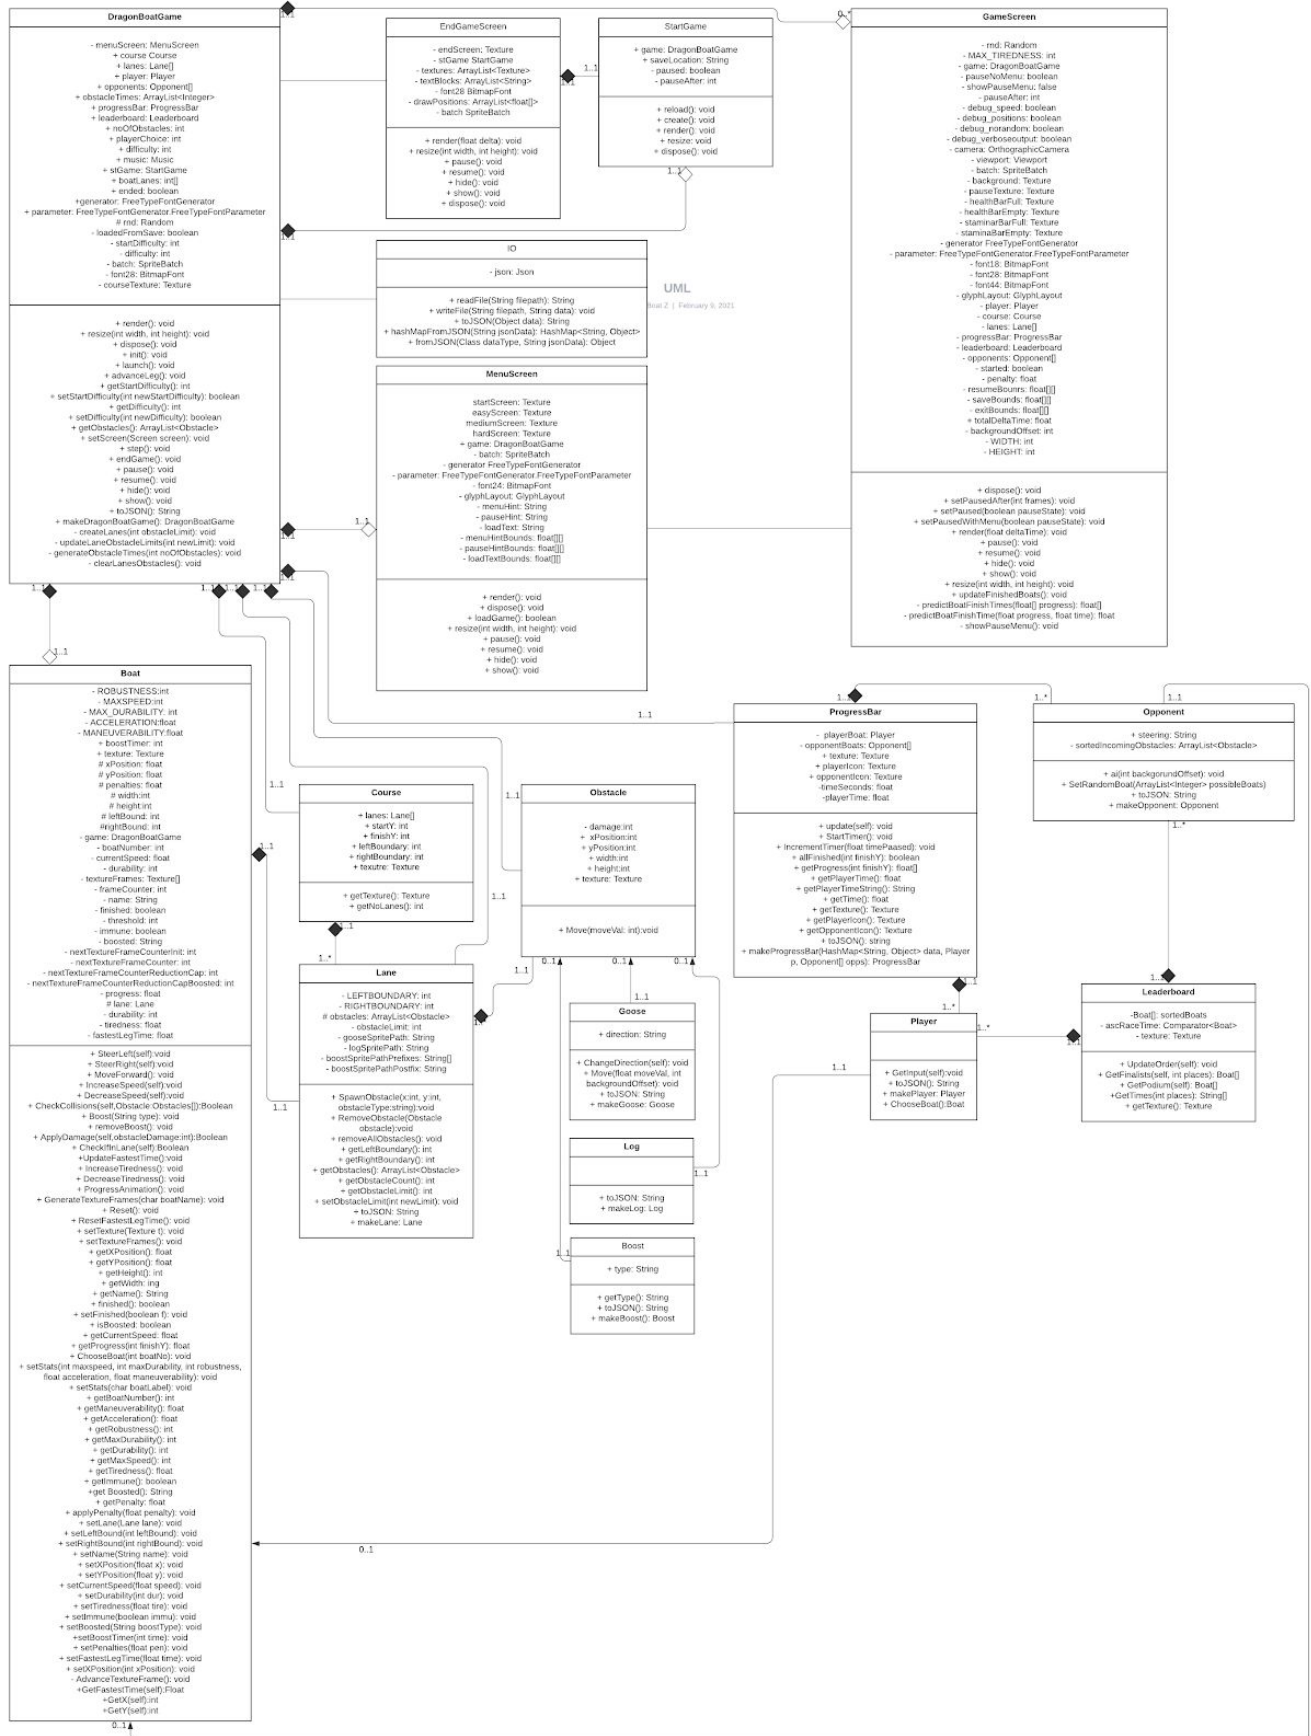 DragonBoatGame
- menuScreen: MenuScreen
+ course Course
+ lanes: Lane[]
+ player: Player
+ opponents: Opponent[]
+ obstacleTimes: ArrayList<Integer>
+ progressBar: ProgressBar
+ leaderboard: Leaderboard
+ noOfObstacles: int
+ playerChoice: int
+ difficulty: int
+ music: Music
+ stGame: StartGame
+ boatLanes: int[]
+ ended: boolean
+generator: FreeTypeFontGenerator
+ parameter: FreeTypeFontGenerator.FreeTypeFontParameter
# rnd: Random
- loadedFromSave: boolean
- startDifficulty: int
- difficulty: int
- batch: SpriteBatch
- font28: BitmapFont
- courseTexture: Texture
+ render(): void
+ resize(int width, int height): void
+ dispose(): void
+ init(): void
+ launch(): void
+ advanceLeg(): void
+ getStartDifficulty(): int
+ setStartDifficulty(int newStartDifficulty): boolean
+ getDifficulty(): int
+ setDifficulty(int newDifficulty): boolean
+ getObstacles(): ArrayList<Obstacle>
+ setScreen(Screen screen): void
+ step(): void
+ endGame(): void
+ pause(): void
+ resume(): void
+ hide(): void
+ show(): void
+ toJSON(): String
+ makeDragonBoatGame(): DragonBoatGame
- createLanes(int obstacleLimit): void
- updateLaneObstacleLimits(int newLimit): void
- generateObstacleTimes(int noOfObstacles): void
- clearLanesObstacles(): void
EndGameScreen
- endScreen: Texture
- stGame StartGame
- textures: ArrayList<Texture>
- textBlocks: ArrayList<String>
- font28 BitmapFont
- drawPositions: ArrayList<float[]>
- batch SpriteBatch
+ render(float delta): void
+ resize(int width, int height): void
+ pause(): void
+ resume(): void
+ hide(): void
+ show(): void
+ dispose(): void
StartGame
+ game: DragonBoatGame
+ saveLocation: String
- paused: boolean
- pauseAfter: int
+ reload(): void
+ create(): void
+ render(): void
+ resize: void
+ dispose(): void
IO
- json: Json
+ readFile(String filepath): String
+ writeFile(String filepath, String data): void
+ toJSON(Object data): String
+ hashMapFromJSON(String jsonData): HashMap<String, Object>
+ fromJSON(Class dataType, String jsonData): Object
UML
Boat Z | February 9, 2021
MenuScreen
startScreen: Texture
easyScreen: Texture
mediumScreen: Texture
hardScreen: Texture
+ game: DragonBoatGame
- batch: SpriteBatch
- generator FreeTypeFontGenerator
- parameter: FreeTypeFontGenerator.FreeTypeFontParameter
- font24: BitmapFont
- glyphLayout: GlyphLayout
- menuHint: String
- pauseHint: String
- loadText: String
- menuHintBounds: float[][]
- pauseHintBounds: float[][]
- loadTextBounds: float[][]
+ render(): void
+ dispose(): void
+ loadGame(): boolean
+ resize(int width, int height): void
+ pause(): void
+ resume(): void
+ hide(): void
+ show(): void
GameScreen
- rnd: Random
- MAX_TIREDNESS: int
- game: DragonBoatGame
- pauseNoMenu: boolean
- showPauseMenu: false
- pauseAfter: int
- debug_speed: boolean
- debug_positions: boolean
- debug_norandom: boolean
- debug_verboseoutput: boolean
- camera: OrthographicCamera
- viewport: Viewport
- batch: SpriteBatch
- background: Texture
- pauseTexture: Texture
- healthBarFull: Texture
- healthBarEmpty: Texture
- staminarBarFull: Texture
- staminaBarEmpty: Texture
- generator FreeTypeFontGenerator
- parameter: FreeTypeFontGenerator.FreeTypeFontParameter
- font18: BitmapFont
- font28: BitmapFont
- font44: BitmapFont
- glyphLayout: GlyphLayout
- player: Player
- course: Course
- lanes: Lane[]
- progressBar: ProgressBar
- leaderboard: Leaderboard
- opponents: Opponent[]
- started: boolean
- penalty: float
- resumeBounrs: float[][]
- saveBounds: float[][]
- exitBounds: float[][]
+ totalDeltaTime: float
- backgroundOffset: int
- WIDTH: int
- HEIGHT: int
+ dispose(): void
+ setPausedAfter(int frames): void
+ setPaused(boolean pauseState): void
+ setPausedWithMenu(boolean pauseState): void
+ render(float deltaTime): void
+ pause(): void
+ resume(): void
+ hide(): void
+ show(): void
+ resize(int width, int height): void
+ updateFinishedBoats(): void
- predictBoatFinishTimes(float[] progress): float[]
- predictBoatFinishTime(float progress, float time): float
- showPauseMenu(): void
Boat
- ROBUSTNESS:int
- MAXSPEED:int
- MAX_DURABILITY: int
- ACCELERATION:float
- MANEUVERABILITY:float
+ boostTimer: int
+ texture: Texture
# xPosition: float
# yPosition: float
# penalties: float
# width:int
# height:int
# leftBound: int
#rightBound: int
- game: DragonBoatGame
- boatNumber: int
- currentSpeed: float
- durability: int
- textureFrames: Texture[]
- frameCounter: int
- name: String
- finished: boolean
- threshold: int
- immune: boolean
- boosted: String
- nextTextureFrameCounterInit: int
- nextTextureFrameCounter: int
- nextTextureFrameCounterReductionCap: int
- nextTextureFrameCounterReductionCapBoosted: int
- progress: float
# lane: Lane
- durability: int
- tiredness: float
- fastestLegTime: float
+ SteerLeft(self):void
+ SteerRight(self):void
+ MoveForward(): void
+ IncreaseSpeed(self):void
+ DecreaseSpeed(self):void
+ CheckCollisions(self,Obstacle:Obstacles[]):Boolean
+ Boost(String type): void
+ removeBoost(): void
+ ApplyDamage(self,obstacleDamage:int):Boolean
+ CheckIfInLane(self):Boolean
+UpdateFastestTime():void
+ IncreaseTiredness(): void
+ DecreaseTiredness(): void
+ ProgressAnimation(): void
+ GenerateTextureFrames(char boatName): void
+ Reset(): void
+ ResetFastestLegTime(): void
+ setTexture(Texture t): void
+ setTextureFrames(): void
+ getXPosition(): float
+ getYPosition(): float
+ getHeight(): int
+ getWidth: ing
+ getName(): String
+ finished(): boolean
+ setFinished(boolean f): void
+ isBoosted: boolean
+ getCurrentSpeed: float
+ getProgress(int finishY): float
+ ChooseBoat(int boatNo): void
+ setStats(int maxspeed, int maxDurability, int robustness,
float acceleration, float maneuverability): void
+ setStats(char boatLabel): void
+ getBoatNumber(): int
+ getManeuverability(): float
+ getAcceleration(): float
+ getRobustness(): int
+ getMaxDurability(): int
+ getDurability(): int
+ getMaxSpeed(): int
+ getTiredness(): float
+ getImmune(): boolean
+get Boosted(): String
+ getPenalty: float
+ applyPenalty(float penalty): void
+ setLane(Lane lane): void
+ setLeftBound(int leftBound): void
+ setRightBound(int rightBound): void
+ setName(String name): void
+ setXPosition(float x): void
+ setYPosition(float y): void
+ setCurrentSpeed(float speed): void
+ setDurability(int dur): void
+ setTiredness(float tire): void
+ setImmune(boolean immu): void
+ setBoosted(String boostType): void
+setBoostTimer(int time): void
+ setPenalties(float pen): void
+ setFastestLegTime(float time): void
+ setXPosition(int xPosition): void
- AdvanceTextureFrame(): void
+GetFastestTime(self):Float
+GetX(self):int
+GetY(self):int
Course
+ lanes: Lane[]
+ startY: int
+ finishY: int
+ leftBoundary: int
+ rightBoundary: int
+ texutre: Texture
+ getTexture(): Texture
+ getNoLanes(): int
Lane
- LEFTBOUNDARY: int
- RIGHTBOUNDARY: int
# obstacles: ArrayList<Obstacle>
- obstacleLimit: int
- gooseSpritePath: String
- logSpritePath: String
- boostSpritePathPrefixes: String[]
- boostSpritePathPostfix: String
+ SpawnObstacle(x:int, y:int,
obstacleType:string):void
+ RemoveObstacle(Obstacle
obstacle):void
+ removeAllObstacles(): void
+ getLeftBoundary(): int
+ getRightBoundary(): int
+ getObstacles(): ArrayList<Obstacle>
+ getObstacleCount(): int
+ getObstacleLimit(): int
+ setObstacleLimit(int newLimit): void
+ toJSON: String
+ makeLane: Lane
Obstacle
- damage:int
+ xPosition:int
+ yPosition:int
+ width:int
+ height:int
+ texture: Texture
+ Move(moveVal: int):void
Goose
+ direction: String
+ ChangeDirection(self): void
+ Move(float moveVal, int
backgroundOffset): void
+ toJSON: String
+ makeGoose: Goose
Log
+ toJSON: String
+ makeLog: Log
Boost
+ type: String
+ getType(): String
+ toJSON(): String
+ makeBoost(): Boost
ProgressBar
- playerBoat: Player
- opponentBoats: Opponent[]
+ texture: Texture
+ playerIcon: Texture
+ opponentIcon: Texture
-timeSeconds: float
-playerTime: float
+ update(self): void
+ StartTimer(): void
+ IncrementTimer(float timePaased): void
+ allFinished(int finishY): boolean
+ getProgress(int finishY): float[]
+ getPlayerTime(): float
+ getPlayerTimeString(): String
+ getTime(): float
+ getTexture(): Texture
+ getPlayerIcon(): Texture
+ getOpponentIcon(): Texture
+ toJSON(): string
+ makeProgressBar(HashMap<String, Object> data, Player
p, Opponent[] opps): ProgressBar
Opponent
+ steering: String
- sortedIncomingObstacles: ArrayList<Obstacle>
+ ai(int backgorundOffset): void
+ SetRandomBoat(ArrayList<Integer> possibleBoats)
+ toJSON: String
+ makeOpponent: Opponent
Player
+ GetInput(self):void
+ toJSON(): String
+ makePlayer: Player
+ ChooseBoat():Boat
Leaderboard
-Boat[]: sortedBoats
- ascRaceTime: Comparator<Boat>
- texture: Texture
+ UpdateOrder(self): void
+ GetFinalists(self, int places): Boat[]
+ GetPodium(self): Boat[]
+GetTimes(int places): String[]
+ getTexture(): Texture
1..1
1..1
1..1
1..1
1..1
1..1
1..1
0..1
0..1
0..1
1..1
1..*
1..*
1..*
1..1
0..1
0..1